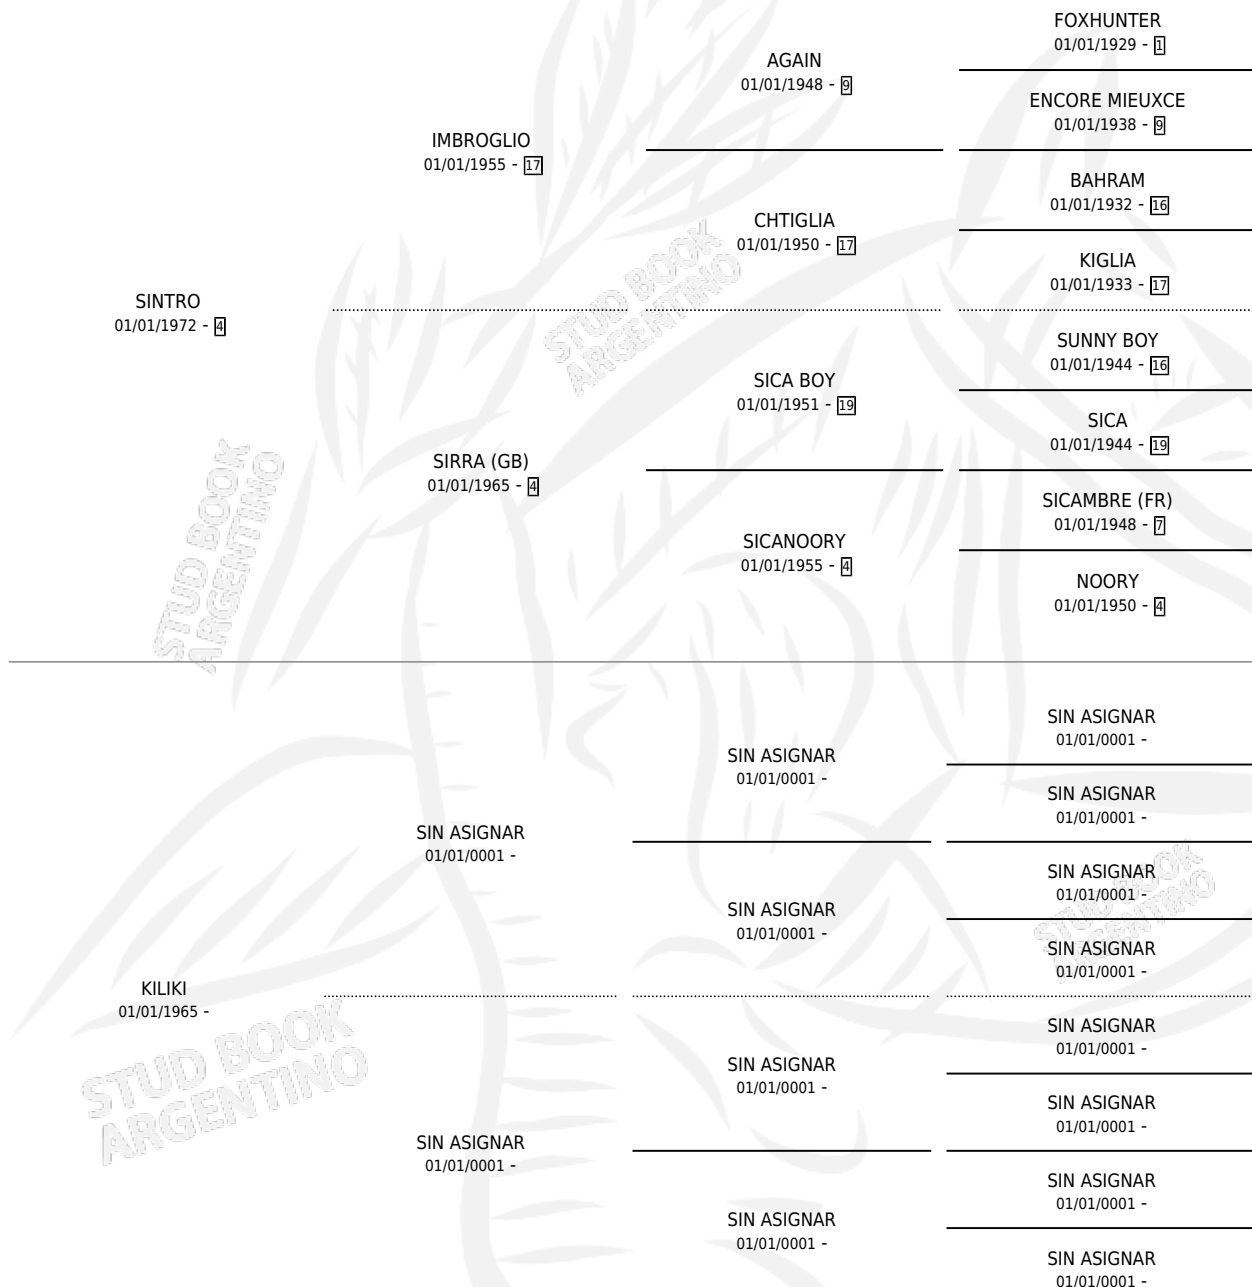 FOXHUNTER
01/01/1929 - 1
AGAIN
01/01/1948 - 9
ENCORE MIEUXCE
01/01/1938 - 9
IMBROGLIO
01/01/1955 - 17
BAHRAM
01/01/1932 - 16
CHTIGLIA
01/01/1950 - 17
KIGLIA
01/01/1933 - 17
SINTRO
01/01/1972 - 4
SUNNY BOY
01/01/1944 - 16
SICA BOY
01/01/1951 - 19
SICA
01/01/1944 - 19
SIRRA (GB)
01/01/1965 - 4
SICAMBRE (FR)
01/01/1948 - 7
SICANOORY
01/01/1955 - 4
NOORY
01/01/1950 - 4
STUD BOOK
ARGENTINO
STUD BOOK
ARGENTINO
SIN ASIGNAR
01/01/0001 -
SIN ASIGNAR
01/01/0001 -
SIN ASIGNAR
01/01/0001 -
SIN ASIGNAR
01/01/0001 -
SIN ASIGNAR
01/01/0001 -
SIN ASIGNAR
01/01/0001 -
SIN ASIGNAR
01/01/0001 -
STUD BOOK
ARGENTINO
KILIKI
01/01/1965 -
SIN ASIGNAR
01/01/0001 -
SIN ASIGNAR
01/01/0001 -
SIN ASIGNAR
01/01/0001 -
SIN ASIGNAR
01/01/0001 -
SIN ASIGNAR
01/01/0001 -
SIN ASIGNAR
01/01/0001 -
SIN ASIGNAR
01/01/0001 -
STUD BOOK
ARGENTINO